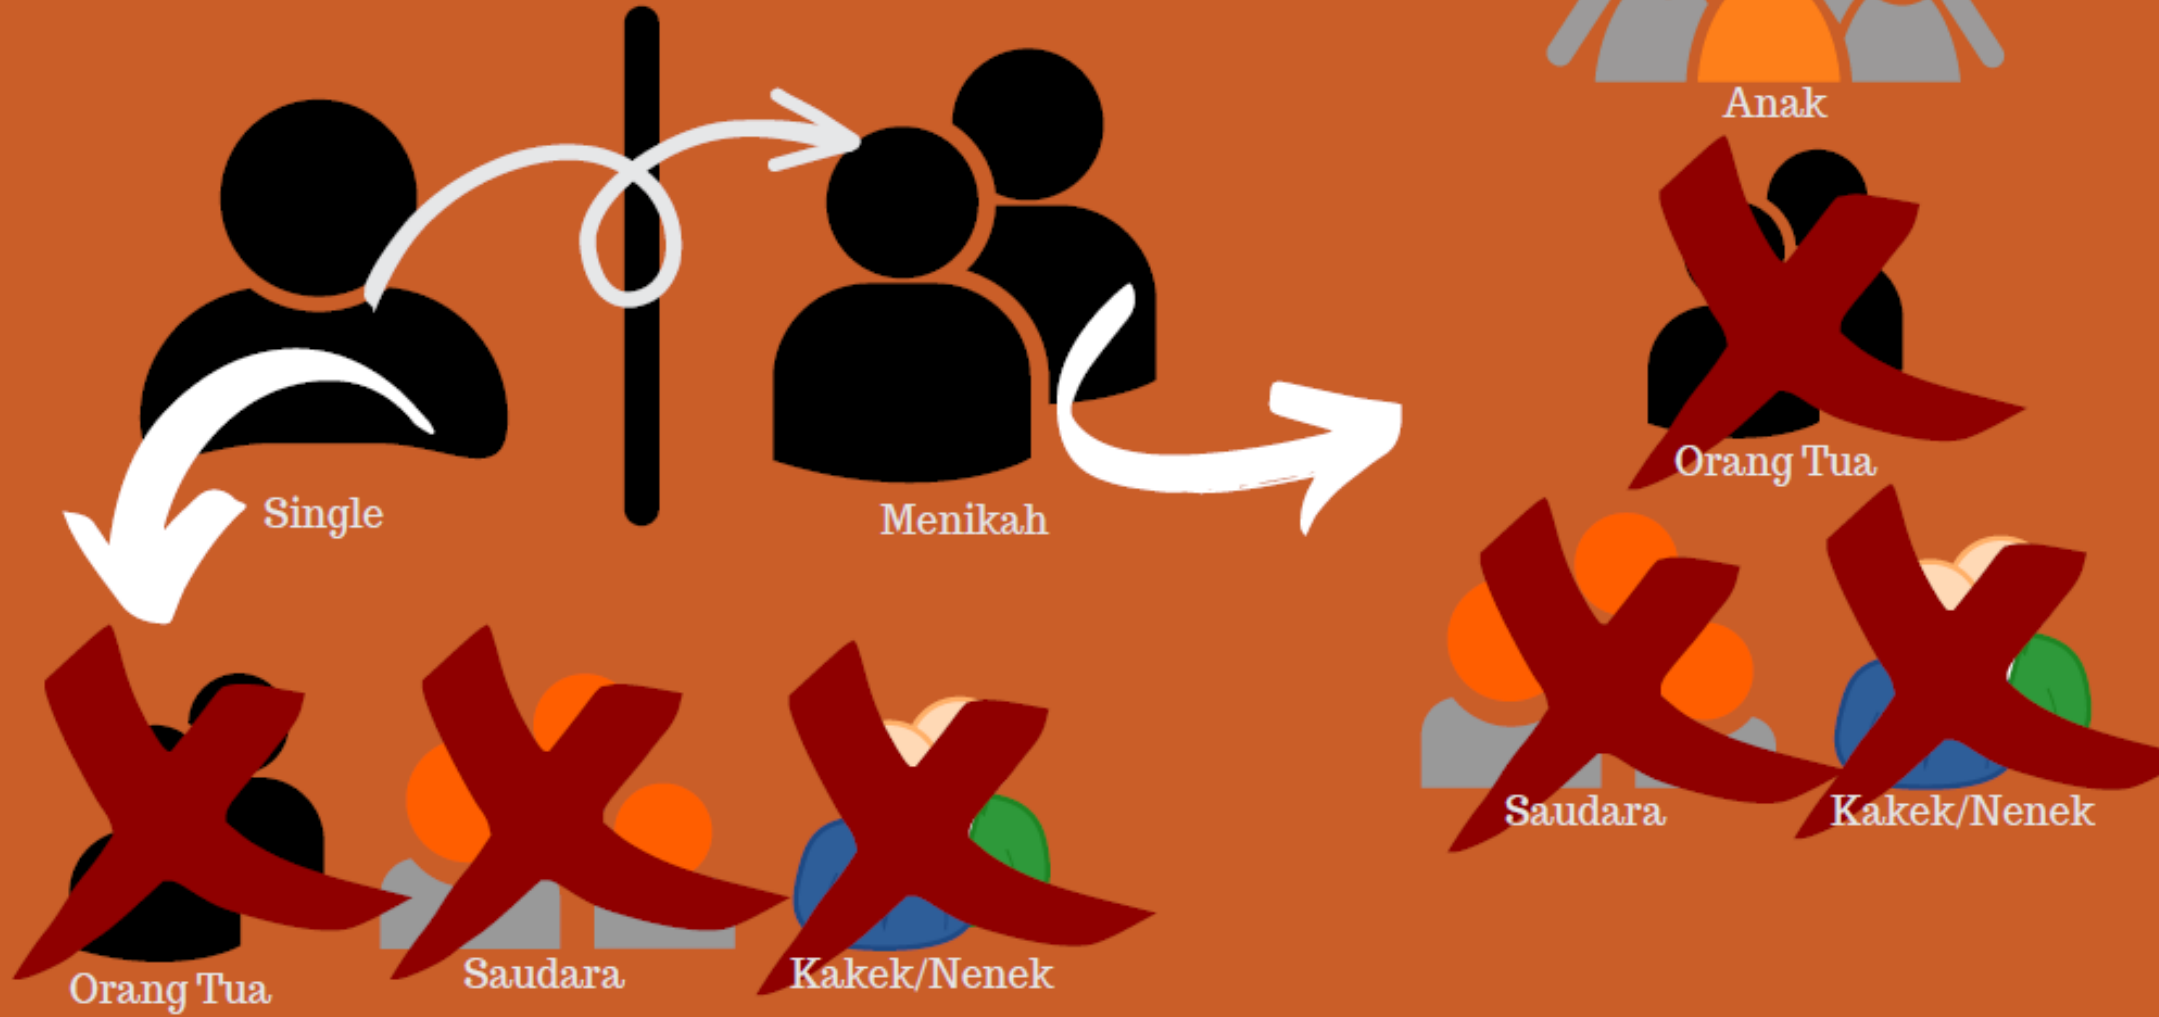 Anak
Orang Tua
Single
Menikah
Saudara
Kakek/Nenek
Orang Tua
Saudara
Kakek/Nenek